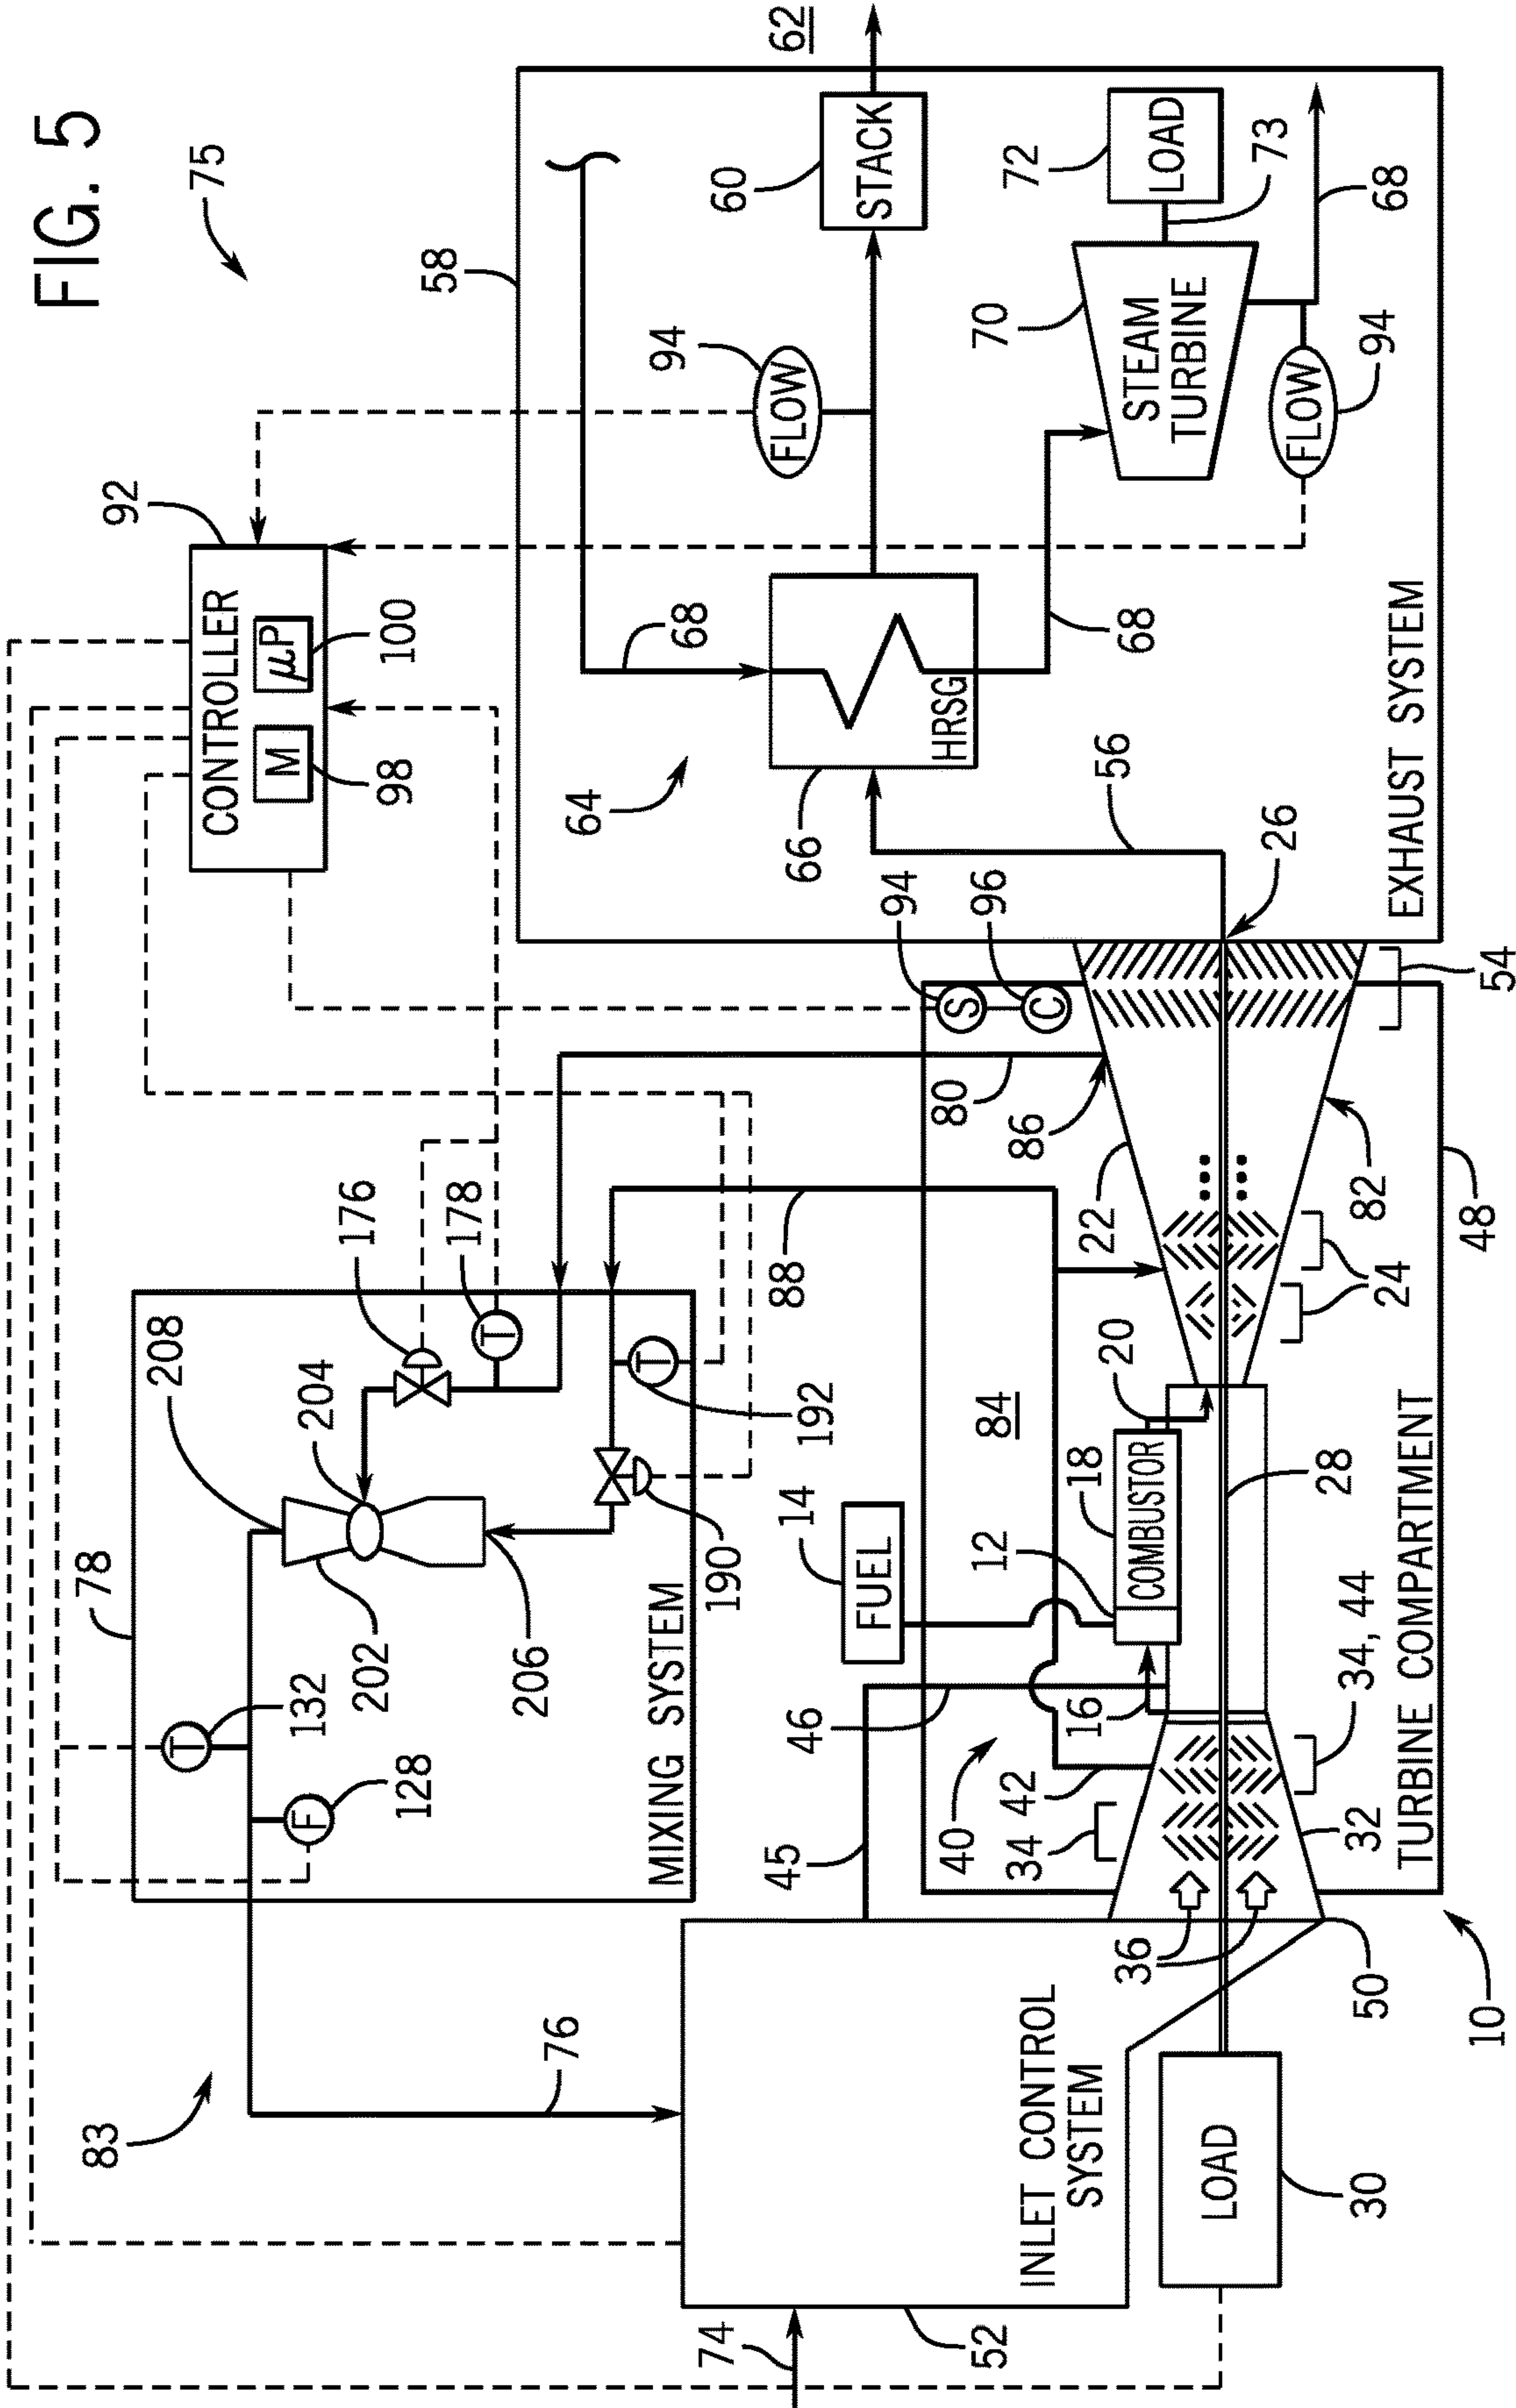 FIG. 5
75
83
92
CONTROLLER
M
μP
98
100
78
132
128
202
208
204
206
176
178
190
192
MIXING SYSTEM
76
58
64
66
HRSG
68
68
94
FLOW
60
STACK
62
70
STEAM
TURBINE
72
LOAD
73
68
FLOW
94
56
26
EXHAUST SYSTEM
74
52
INLET CONTROL
SYSTEM
45
46
LOAD
30
10
50
36
40
42
34
34, 44
32
16
12
14
FUEL
18
COMBUSTOR
20
28
84
88
80
86
22
24
82
48
54
94
S
96
C
T
F
T
T
TURBINE COMPARTMENT